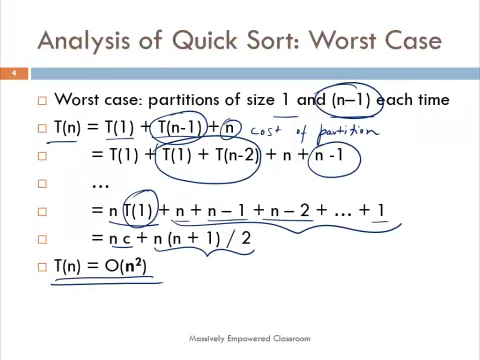 Analysis of Quick Sort: Worst Case
4
Worst case: partitions of size 1 and (n–1) each time
T(n) = T(1) + T(n-1) + n cost of partition
= T(1) + T(1) + T(n-2) + n + n -1
...
= n T(1) + n + n – 1 + n – 2 + ... + 1
= n c + n (n + 1) / 2
T(n) = O(n²)
Massively Empowered Classroom